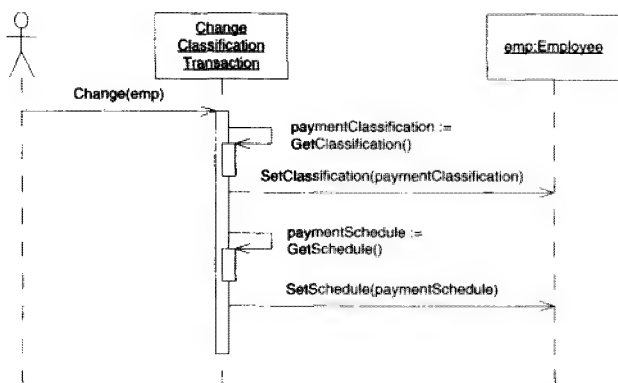 Change
Classification
Transaction
emp:Employee
Change(emp)
paymentClassification :=
GetClassification()
SetClassification(paymentClassification)
paymentSchedule :=
GetSchedule()
SetSchedule(paymentSchedule)